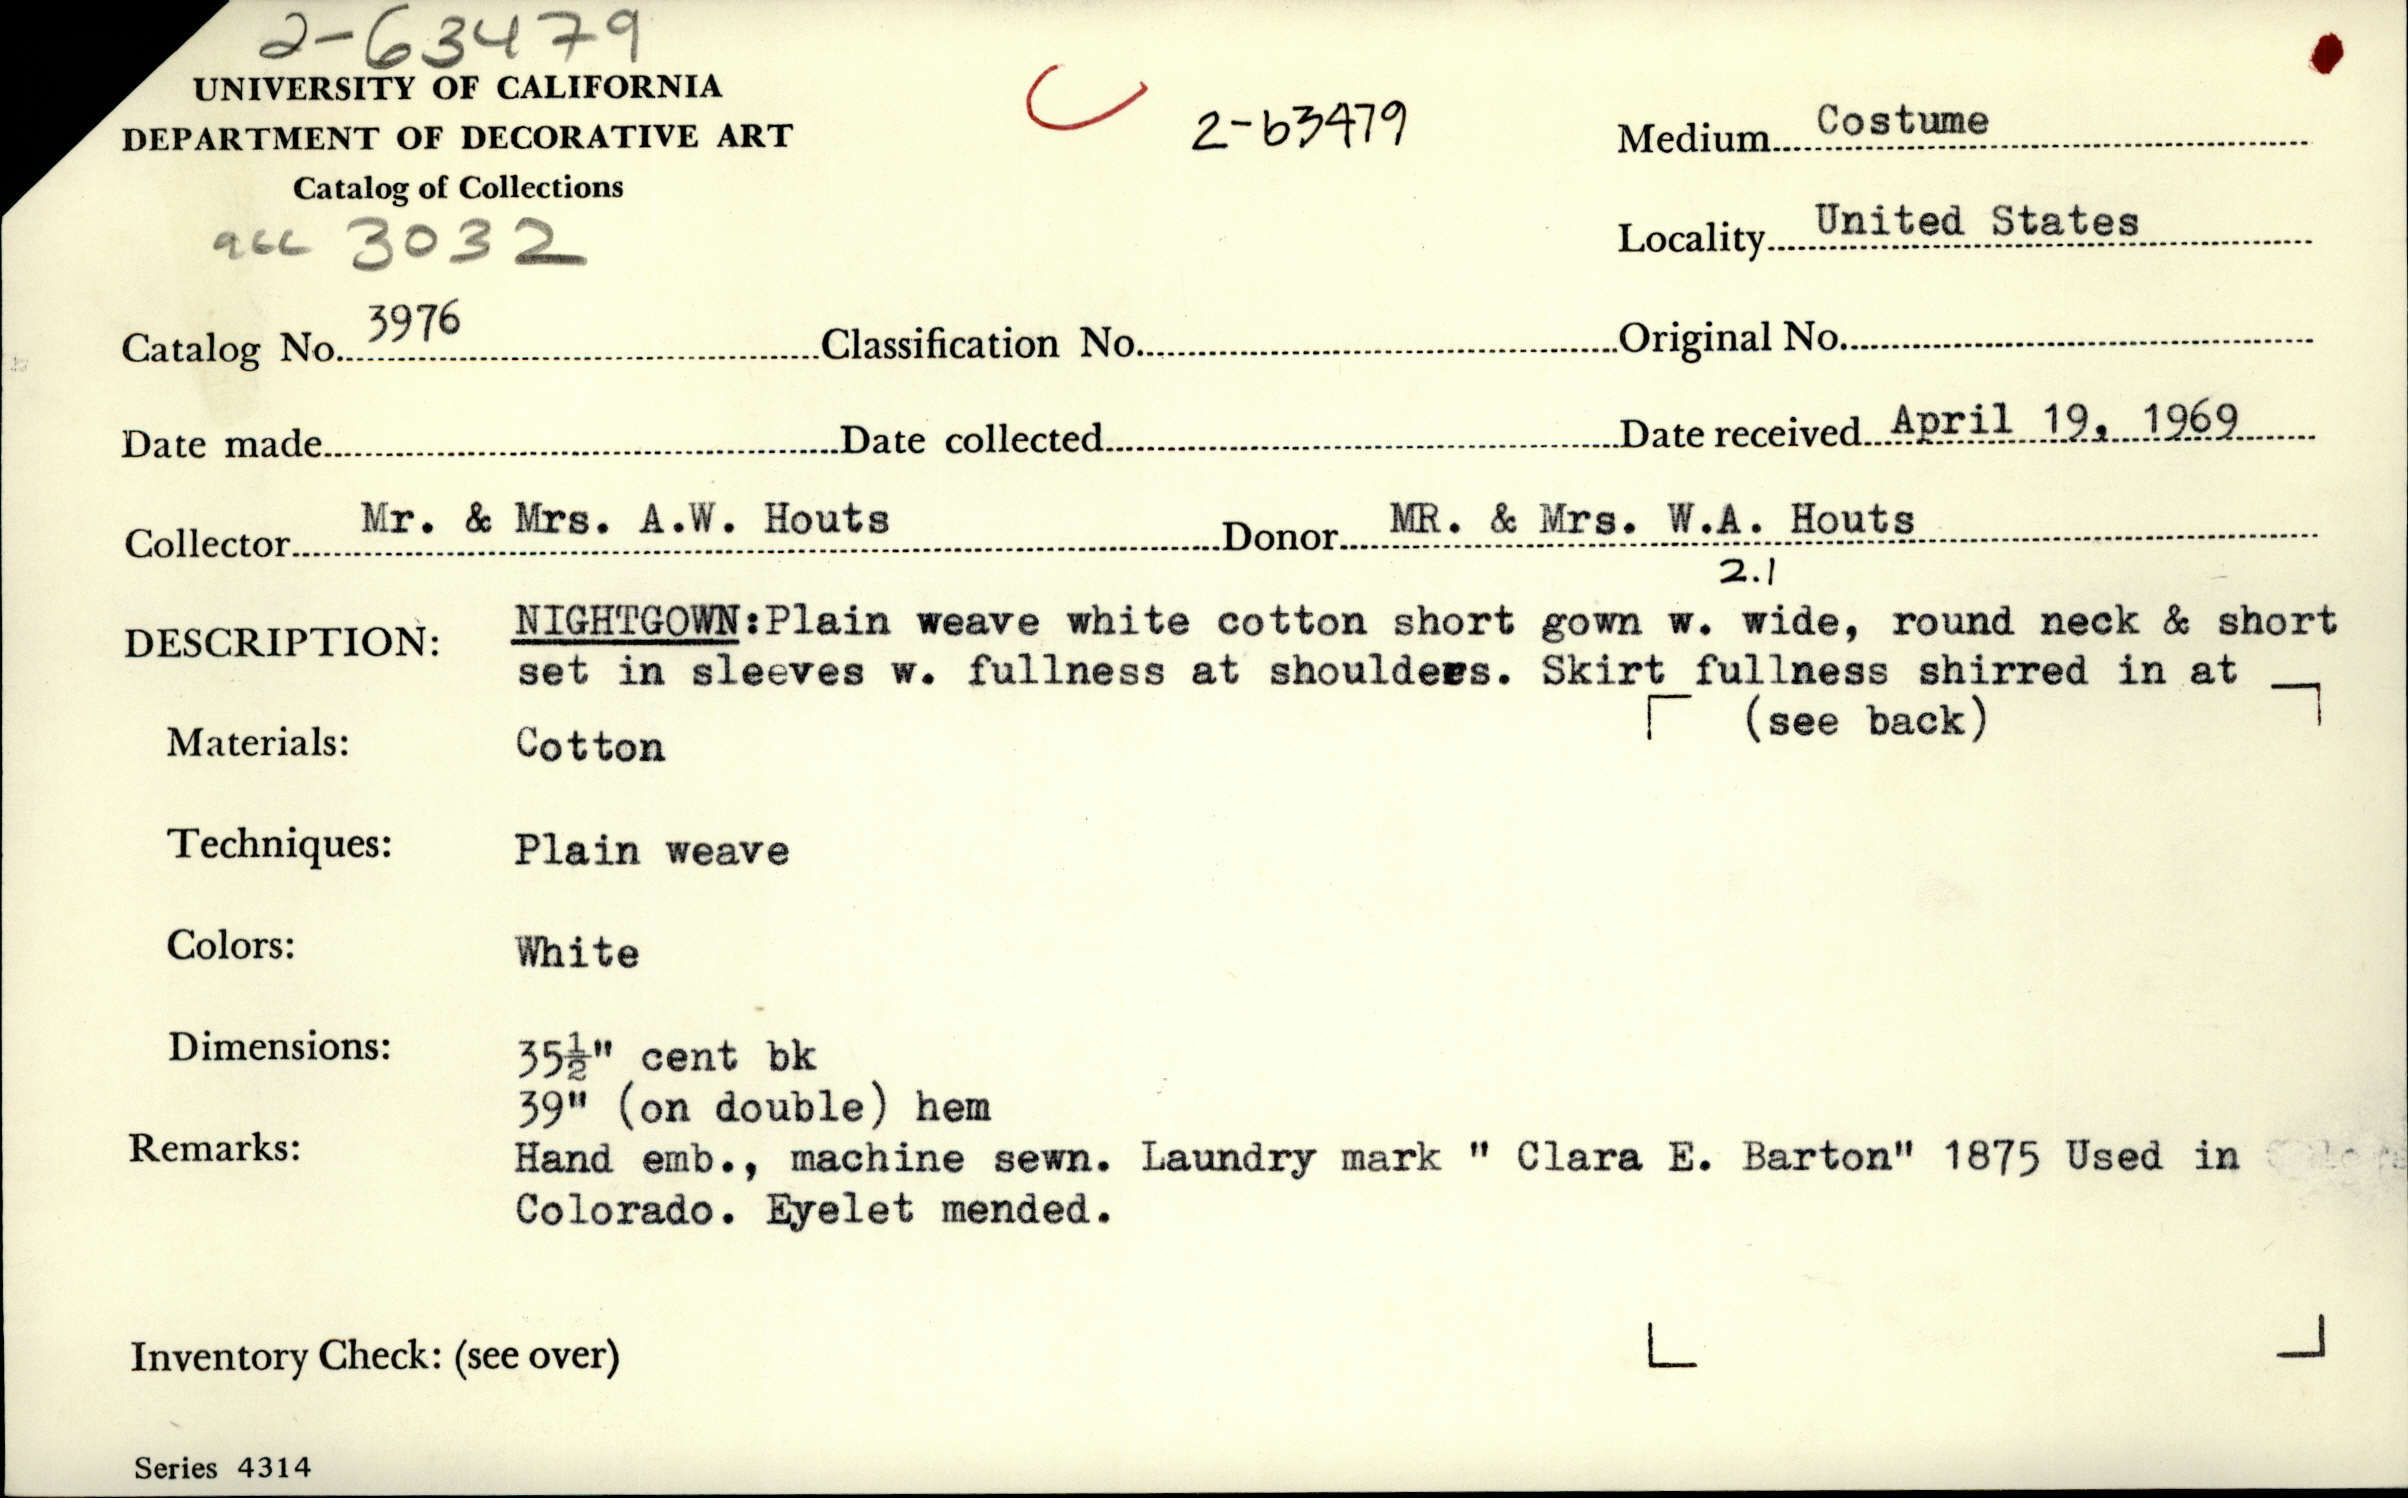 2-63479
UNIVERSITY OF CALIFORNIA
DEPARTMENT OF DECORATIVE ART
Catalog of Collections
acc 3032
2-63479
Medium Costume
Locality United States
Catalog No. 3976 Classification No. Original No.
Date made Date collected Date received April 19, 1969
Collector Mr. & Mrs. A.W. Houts Donor MR. & Mrs. W.A. Houts
2.1
DESCRIPTION: NIGHTGOWN:Plain weave white cotton short gown w. wide, round neck & short
set in sleeves w. fullness at shoulders. Skirt fullness shirred in at
(see back)
Materials: Cotton
Techniques: Plain weave
Colors: White
Dimensions: 35½" cent bk
39" (on double) hem
Remarks: Hand emb., machine sewn. Laundry mark " Clara E. Barton" 1875 Used in
Colorado. Eyelet mended.
Inventory Check: (see over)
Series 4314